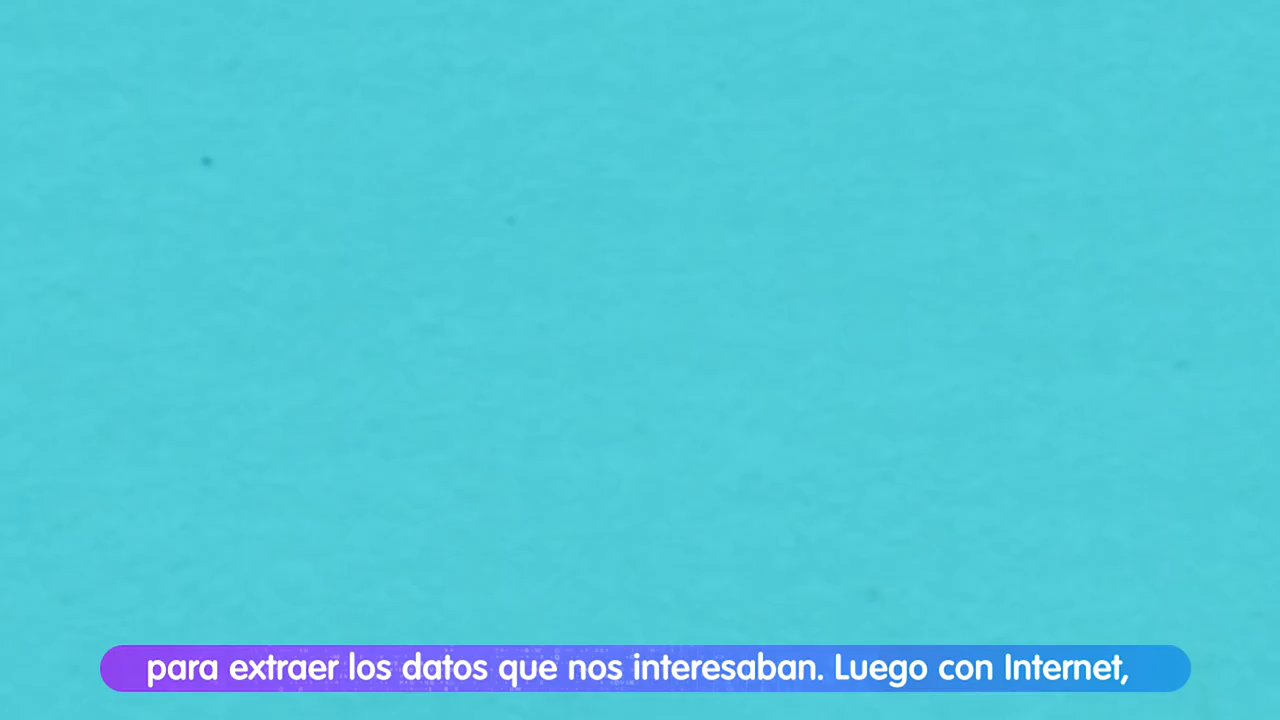 para extraer los datos que nos interesaban. Luego con Internet,